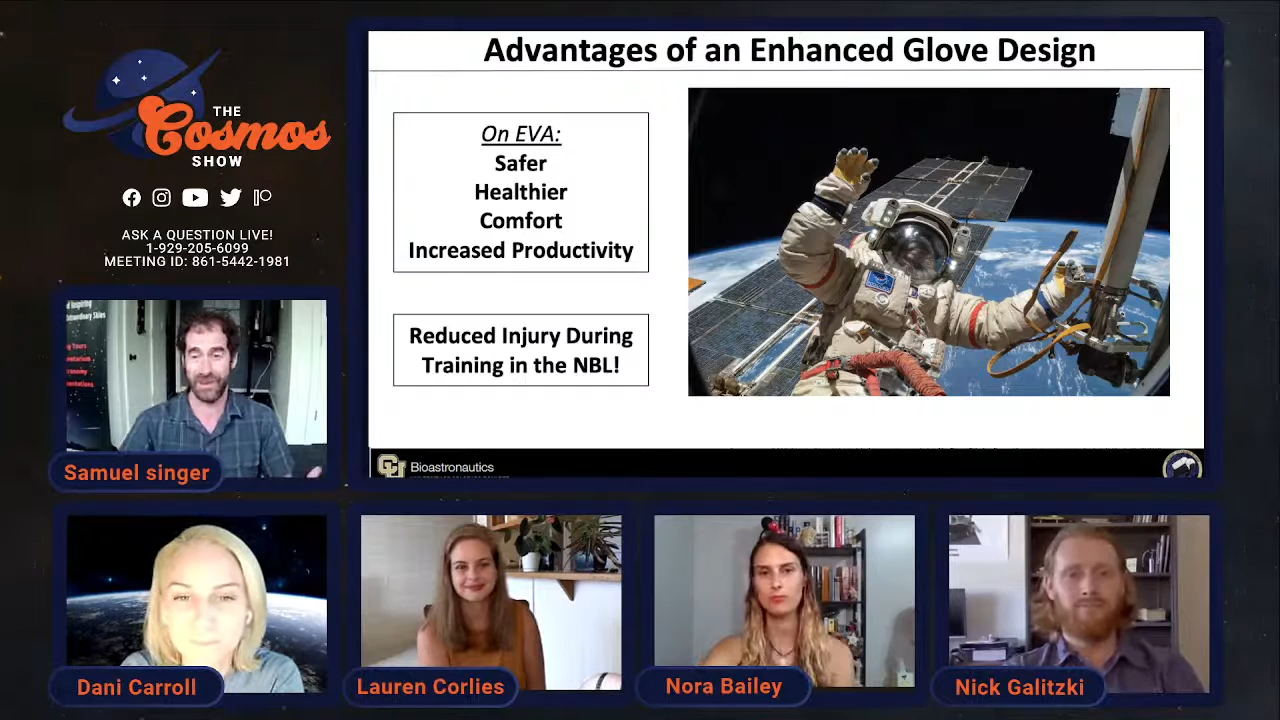 THE
Cosmos
SHOW
ASK A QUESTION LIVE!
1-929-205-6099
MEETING ID: 861-5442-1981
Advantages of an Enhanced Glove Design
On EVA:
Safer
Healthier
Comfort
Increased Productivity
Reduced Injury During
Training in the NBL!
CU Bioastronautics
Samuel singer
Dani Carroll
Lauren Corlies
Nora Bailey
Nick Galitzki